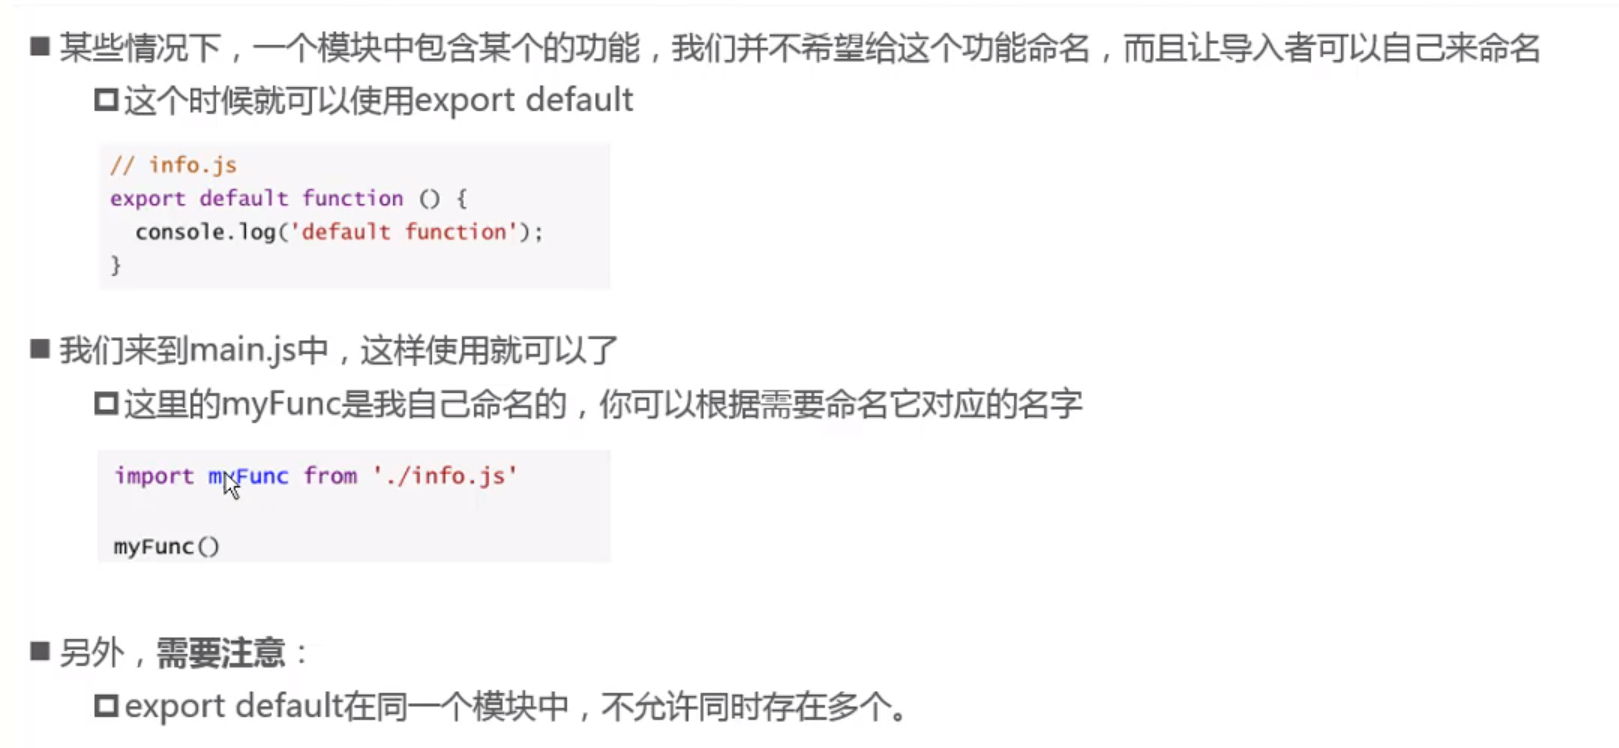 ■ 某些情况下，一个模块中包含某个的功能，我们并不希望给这个功能命名，而且让导入者可以自己来命名
这个时候就可以使用export default
// info.js
export default function () {
console.log('default function');
}
■ 我们来到main.js中，这样使用就可以了
这里的myFunc是我自己命名的，你可以根据需要命名它对应的名字
import myFunc from './info.js'
myFunc()
■ 另外，需要注意：
export default在同一个模块中，不允许同时存在多个。